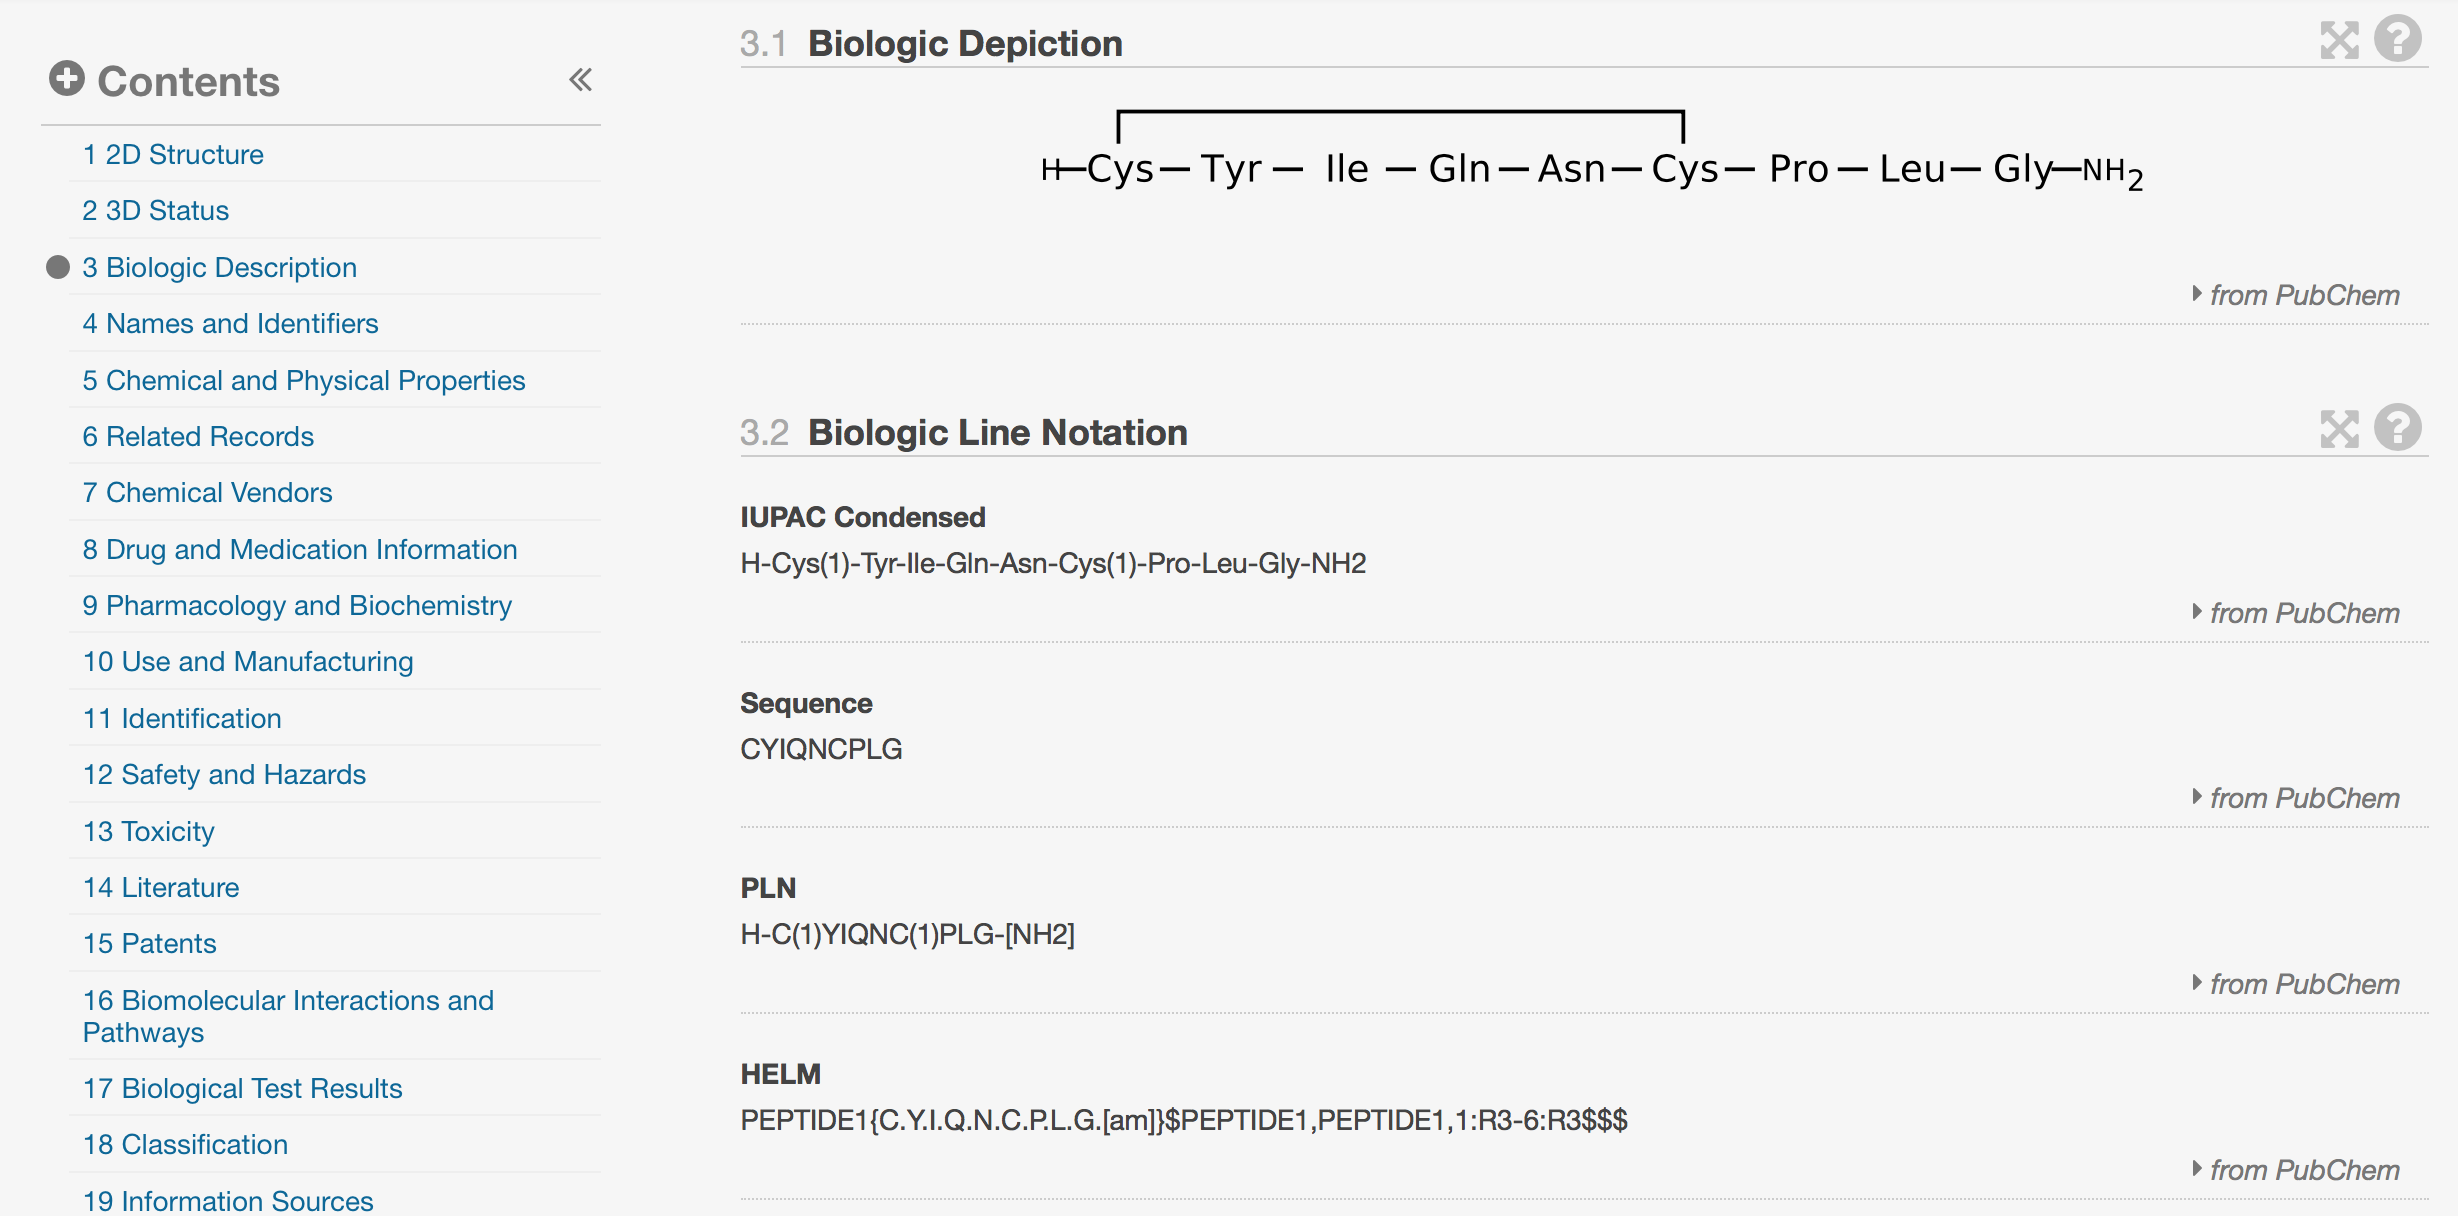 Contents
1 2D Structure
2 3D Status
3 Biologic Description
4 Names and Identifiers
5 Chemical and Physical Properties
6 Related Records
7 Chemical Vendors
8 Drug and Medication Information
9 Pharmacology and Biochemistry
10 Use and Manufacturing
11 Identification
12 Safety and Hazards
13 Toxicity
14 Literature
15 Patents
16 Biomolecular Interactions and
Pathways
17 Biological Test Results
18 Classification
19 Information Sources
3.1 Biologic Depiction
H—Cys — Tyr — Ile — Gln — Asn — Cys — Pro — Leu — Gly—NH2
from PubChem
3.2 Biologic Line Notation
IUPAC Condensed
H-Cys(1)-Tyr-Ile-Gln-Asn-Cys(1)-Pro-Leu-Gly-NH2
from PubChem
Sequence
CYIQNCPLG
from PubChem
PLN
H-C(1)YIQNC(1)PLG-[NH2]
from PubChem
HELM
PEPTIDE1{C.Y.I.Q.N.C.P.L.G.[am]}$PEPTIDE1,PEPTIDE1,1:R3-6:R3$$$
from PubChem